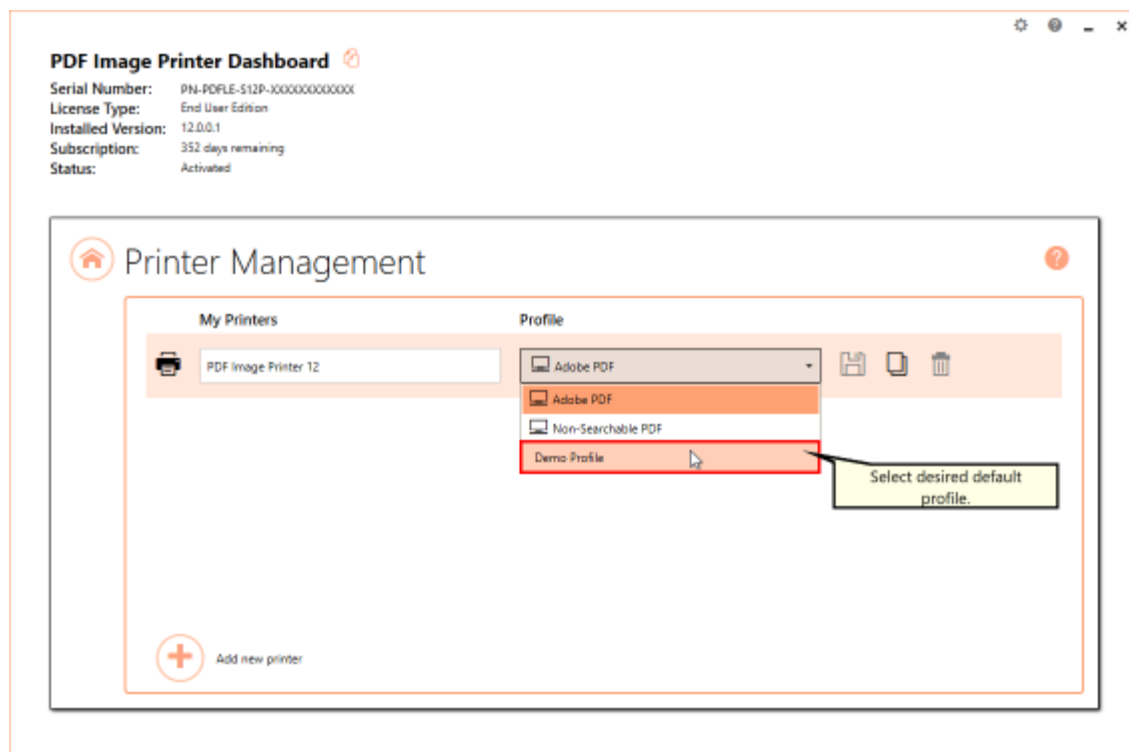 PDF Image Printer Dashboard
Serial Number: PN-PDFLE-S12P-XXXXXXXXXXXX
License Type: End User Edition
Installed Version: 12.0.0.1
Subscription: 352 days remaining
Status: Activated
Printer Management
My Printers Profile
PDF Image Printer 12 Adobe PDF
Adobe PDF
Non-Searchable PDF
Demo Profile
Select desired default
profile.
Add new printer